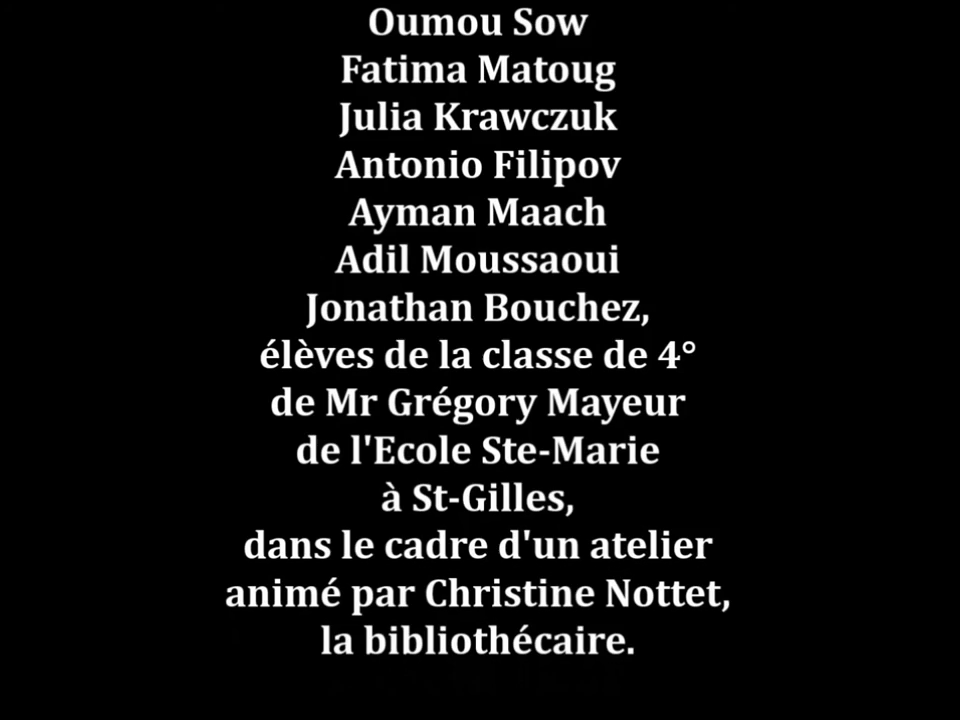 Oumou Sow
Fatima Matoug
Julia Krawczuk
Antonio Filipov
Ayman Maach
Adil Moussaoui
Jonathan Bouchez,
élèves de la classe de 4°
de Mr Grégory Mayeur
de l'Ecole Ste-Marie
à St-Gilles,
dans le cadre d'un atelier
animé par Christine Nottet,
la bibliothécaire.